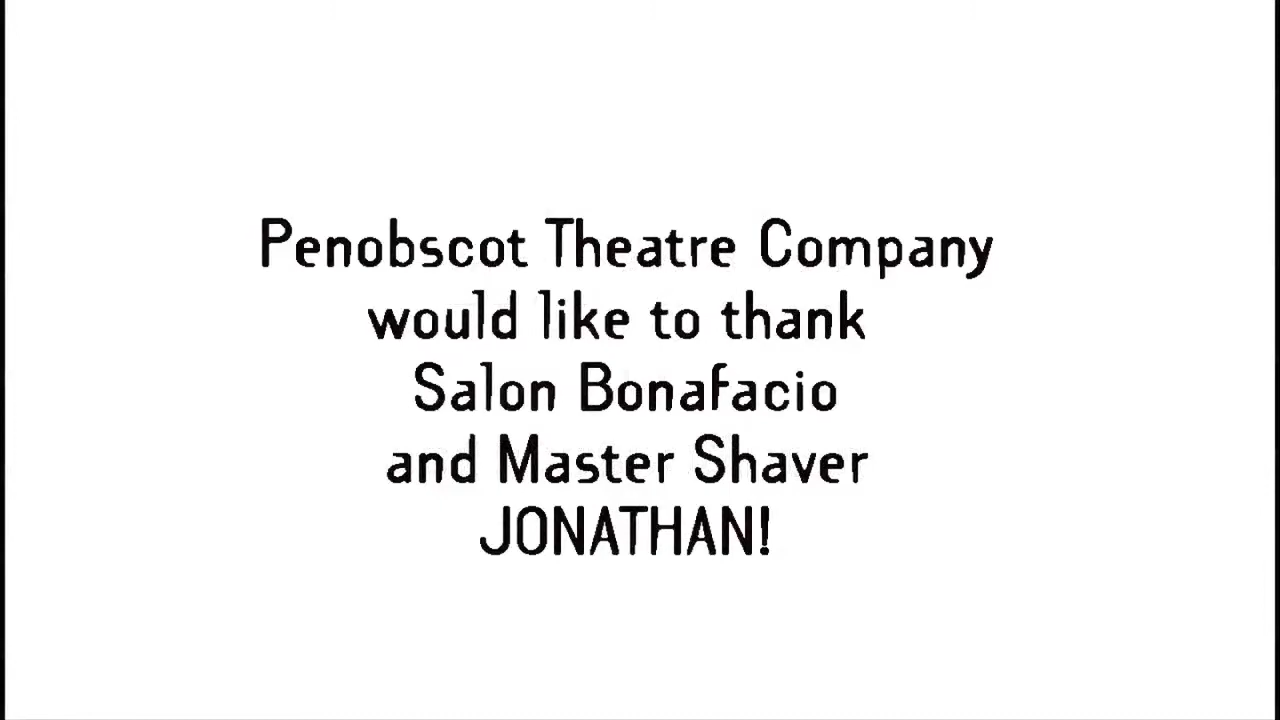 Penobscot Theatre Company
would like to thank
Salon Bonafacio
and Master Shaver
JONATHAN!